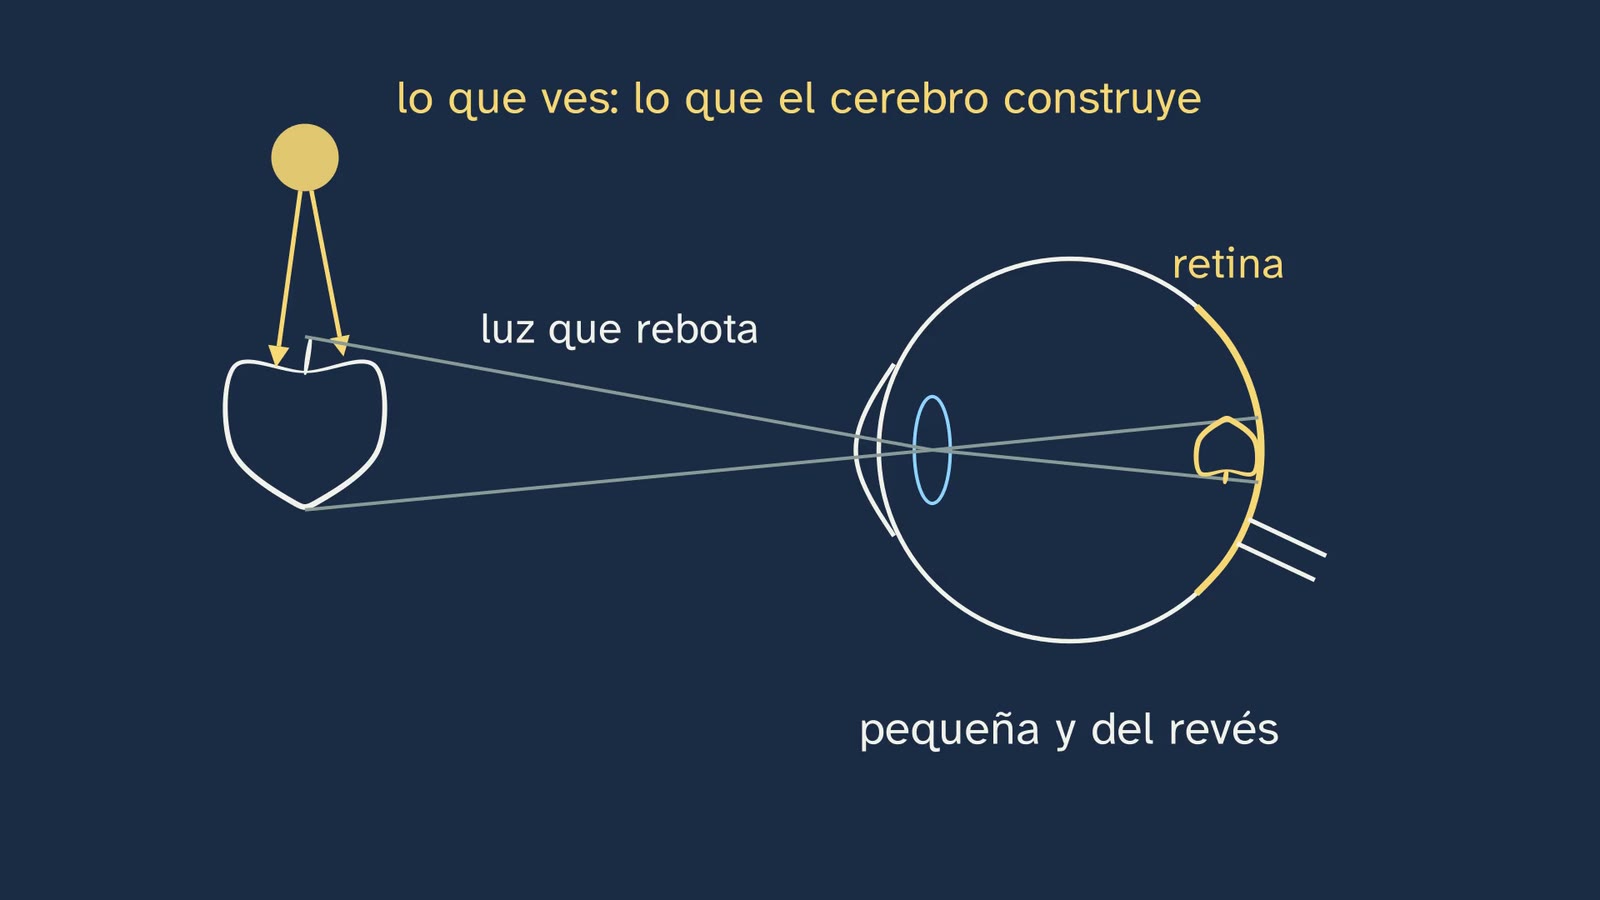 lo que ves: lo que el cerebro construye
retina
luz que rebota
pequeña y del revés